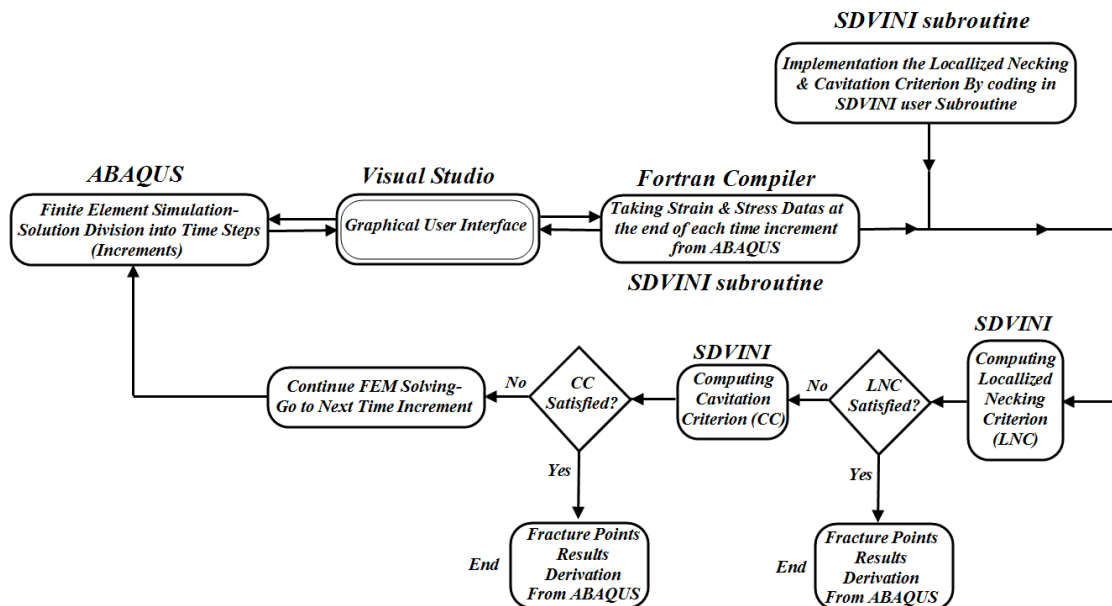 SDVINI subroutine
Implementation the Locallized Necking
& Cavitation Criterion By coding in
SDVINI user Subroutine
ABAQUS
Finite Element Simulation-
Solution Division into Time Steps
(Increments)
Visual Studio
Graphical User Interface
Fortran Compiler
Taking Strain & Stress Datas at
the end of each time increment
from ABAQUS
SDVINI subroutine
SDVINI
Computing
Locallized
Necking
Criterion
(LNC)
LNC
Satisfied?
No
Yes
Fracture Points
Results
Derivation
From ABAQUS
End
SDVINI
Computing
Cavitation
Criterion (CC)
CC
Satisfied?
No
Yes
Fracture Points
Results
Derivation
From ABAQUS
End
Continue FEM Solving-
Go to Next Time Increment